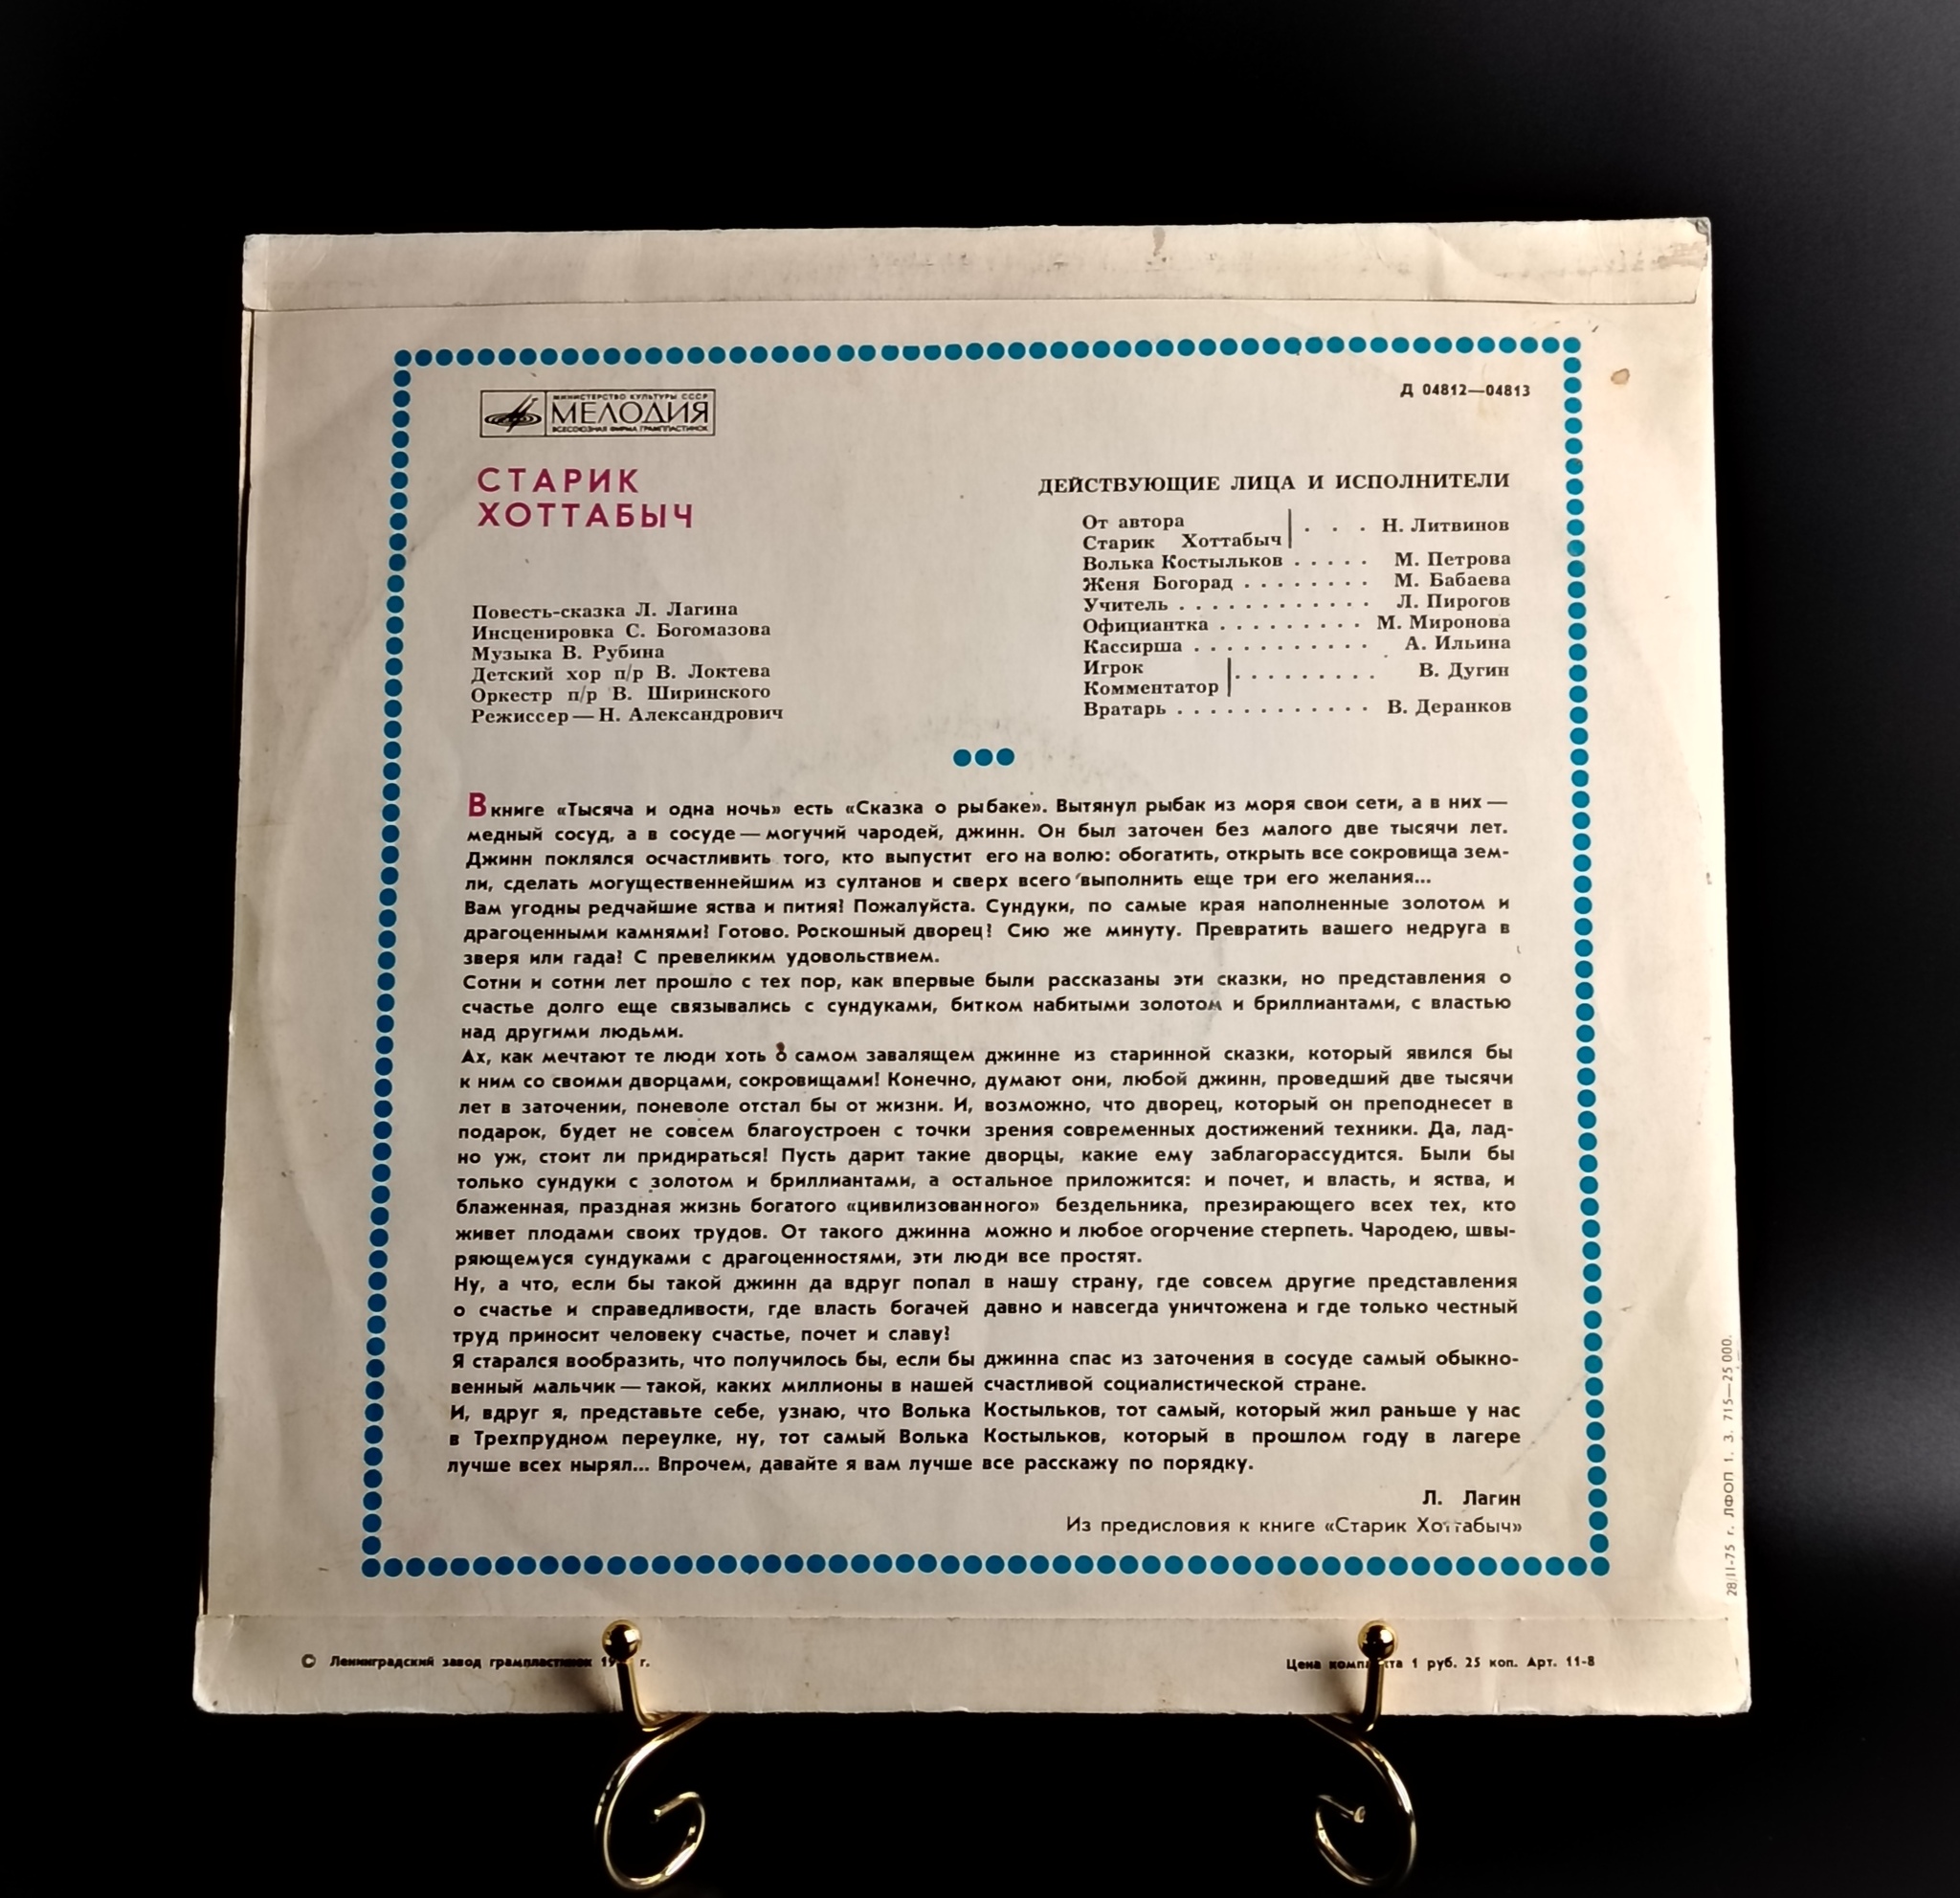 МИНИСТЕРСТВО КУЛЬТУРЫ СССР
МЕЛОДИЯ
ВСЕСОЮЗНАЯ ФИРМА ГРАМПЛАСТИНОК
Д 04812—04813
СТАРИК
ХОТТАБЫЧ
Повесть-сказка Л. Лагина
Инсценировка С. Богомазова
Музыка В. Рубина
Детский хор п/р В. Локтева
Оркестр п/р В. Ширинского
Режиссер — Н. Александрович
ДЕЙСТВУЮЩИЕ ЛИЦА И ИСПОЛНИТЕЛИ
От автора
Старик Хоттабыч . . . Н. Литвинов
Волька Костыльков . . . . . М. Петрова
Женя Богорад . . . . . . . . М. Бабаева
Учитель . . . . . . . . . . . . Л. Пирогов
Официантка . . . . . . . . . М. Миронова
Кассирша . . . . . . . . . . . А. Ильина
Игрок
Комментатор . . . . . . . . . В. Дугин
Вратарь . . . . . . . . . . . . В. Деранков
В книге «Тысяча и одна ночь» есть «Сказка о рыбаке». Вытянул рыбак из моря свои сети, а в них —
медный сосуд, а в сосуде — могучий чародей, джинн. Он был заточен без малого две тысячи лет.
Джинн поклялся осчастливить того, кто выпустит его на волю: обогатить, открыть все сокровища зем-
ли, сделать могущественнейшим из султанов и сверх всего выполнить еще три его желания...
Вам угодны редчайшие яства и пития? Пожалуйста. Сундуки, по самые края наполненные золотом и
драгоценными камнями? Готово. Роскошный дворец? Сию же минуту. Превратить вашего недруга в
зверя или гада? С превеликим удовольствием.
Сотни и сотни лет прошло с тех пор, как впервые были рассказаны эти сказки, но представления о
счастье долго еще связывались с сундуками, битком набитыми золотом и бриллиантами, с властью
над другими людьми.
Ах, как мечтают те люди хоть о самом завалящем джинне из старинной сказки, который явился бы
к ним со своими дворцами, сокровищами! Конечно, думают они, любой джинн, проведший две тысячи
лет в заточении, поневоле отстал бы от жизни. И, возможно, что дворец, который он преподнесет в
подарок, будет не совсем благоустроен с точки зрения современных достижений техники. Да, лад-
но уж, стоит ли придираться! Пусть дарит такие дворцы, какие ему заблагорассудится. Были бы
только сундуки с золотом и бриллиантами, а остальное приложится: и почет, и власть, и яства, и
блаженная, праздная жизнь богатого «цивилизованного» бездельника, презирающего всех тех, кто
живет плодами своих трудов. От такого джинна можно и любое огорчение стерпеть. Чародею, швы-
ряющемуся сундуками с драгоценностями, эти люди все простят.
Ну, а что, если бы такой джинн да вдруг попал в нашу страну, где совсем другие представления
о счастье и справедливости, где власть богачей давно и навсегда уничтожена и где только честный
труд приносит человеку счастье, почет и славу?
Я старался вообразить, что получилось бы, если бы джинна спас из заточения в сосуде самый обыкно-
венный мальчик — такой, каких миллионы в нашей счастливой социалистической стране.
И, вдруг я, представьте себе, узнаю, что Волька Костыльков, тот самый, который жил раньше у нас
в Трехпрудном переулке, ну, тот самый Волька Костыльков, который в прошлом году в лагере
лучше всех нырял... Впрочем, давайте я вам лучше все расскажу по порядку.
Л. Лагин
Из предисловия к книге «Старик Хоттабыч»
28/11-75 г. ЛФОП 1. З. 715—25 000.
© Ленинградский завод грампластинок г.
Цена 1 руб. 25 коп. Арт. 11-8